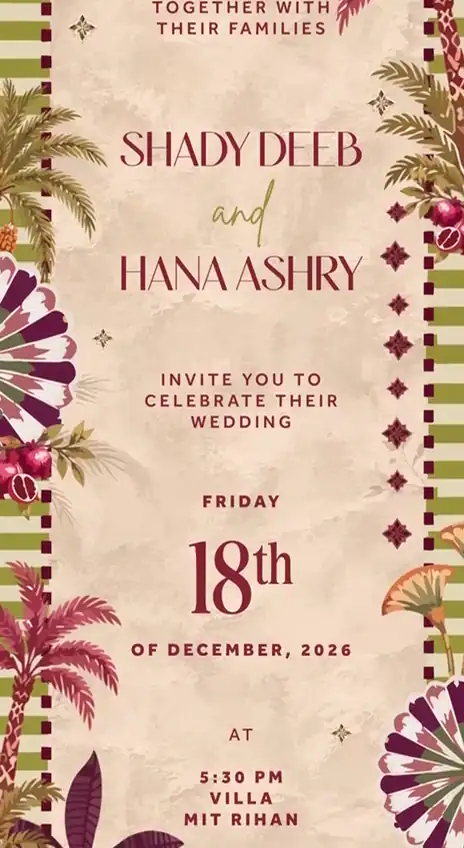 TOGETHER WITH
THEIR FAMILIES
SHADY DEEB
and
HANA ASHRY
INVITE YOU TO
CELEBRATE THEIR
WEDDING
FRIDAY
18th
OF DECEMBER, 2026
AT
5:30 PM
VILLA
MIT RIHAN